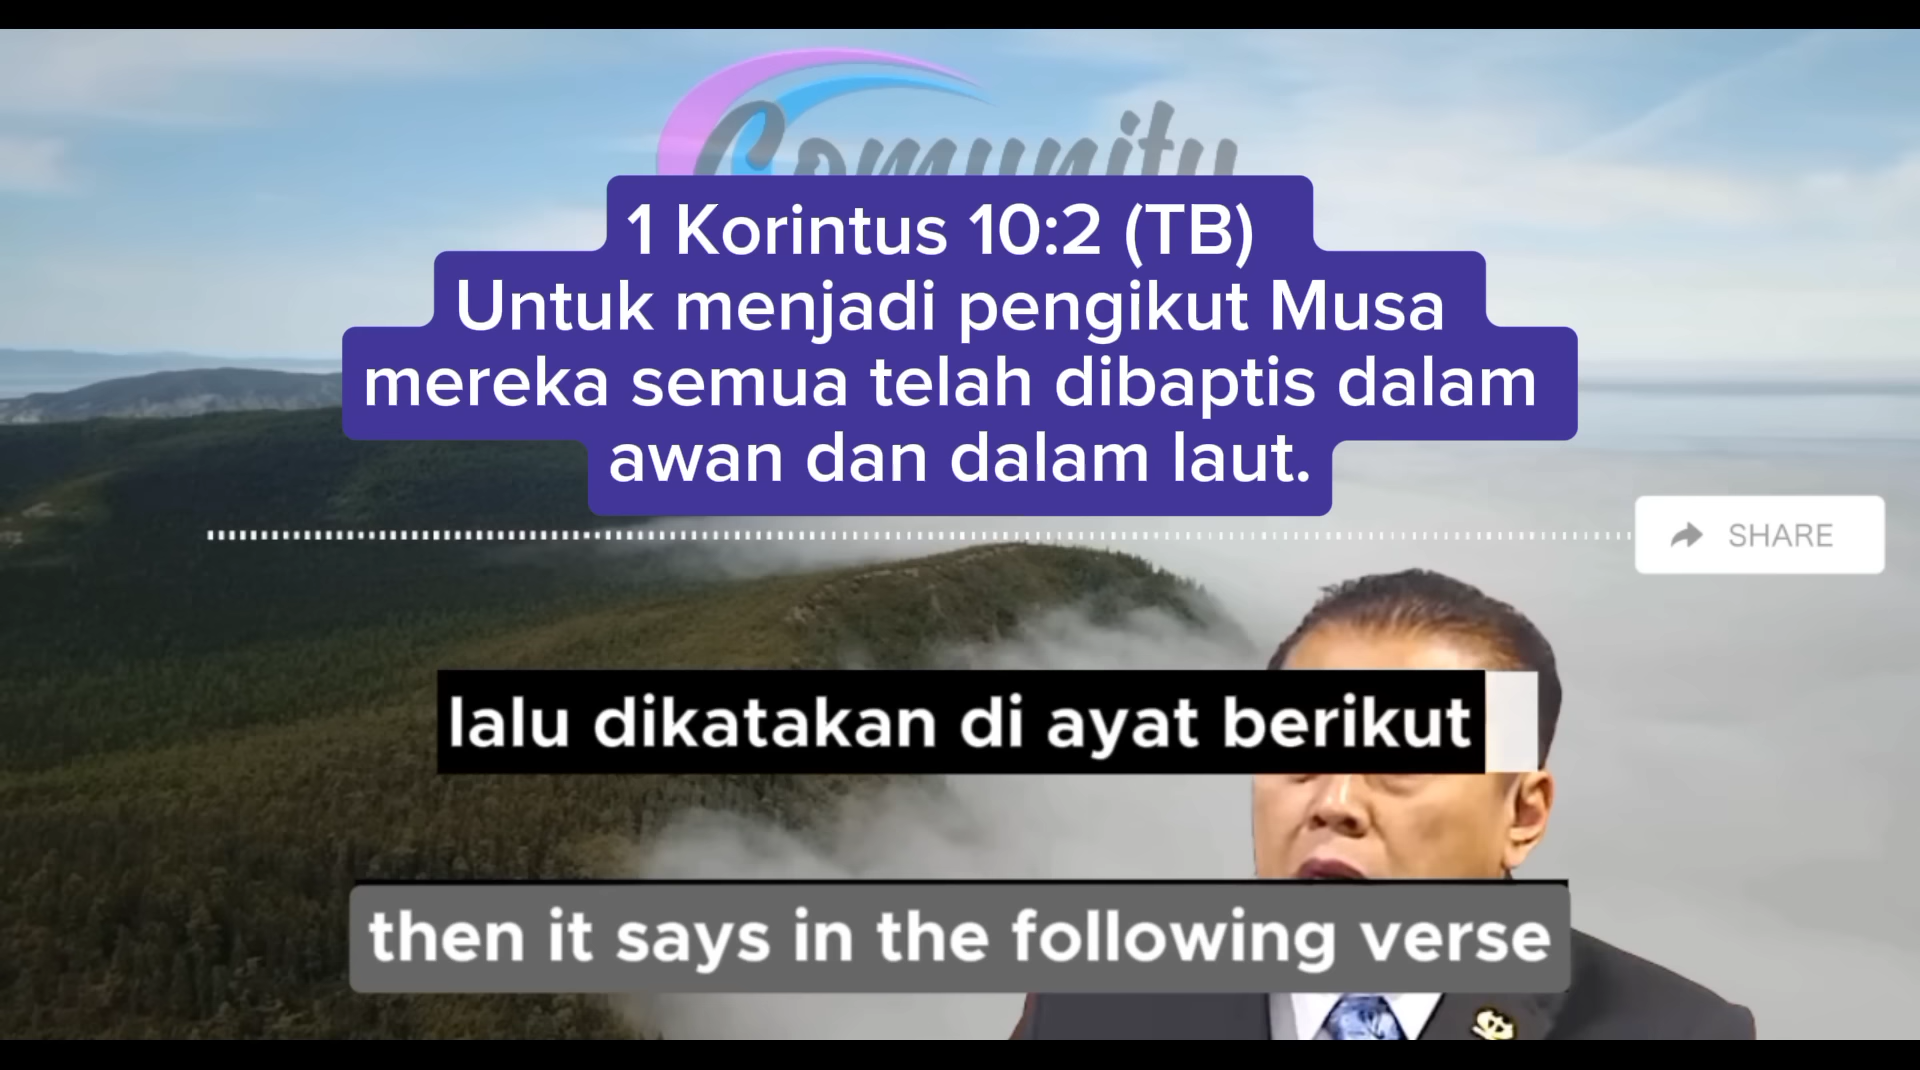 Comunity
1 Korintus 10:2 (TB)
Untuk menjadi pengikut Musa
mereka semua telah dibaptis dalam
awan dan dalam laut.
SHARE
lalu dikatakan di ayat berikut
then it says in the following verse